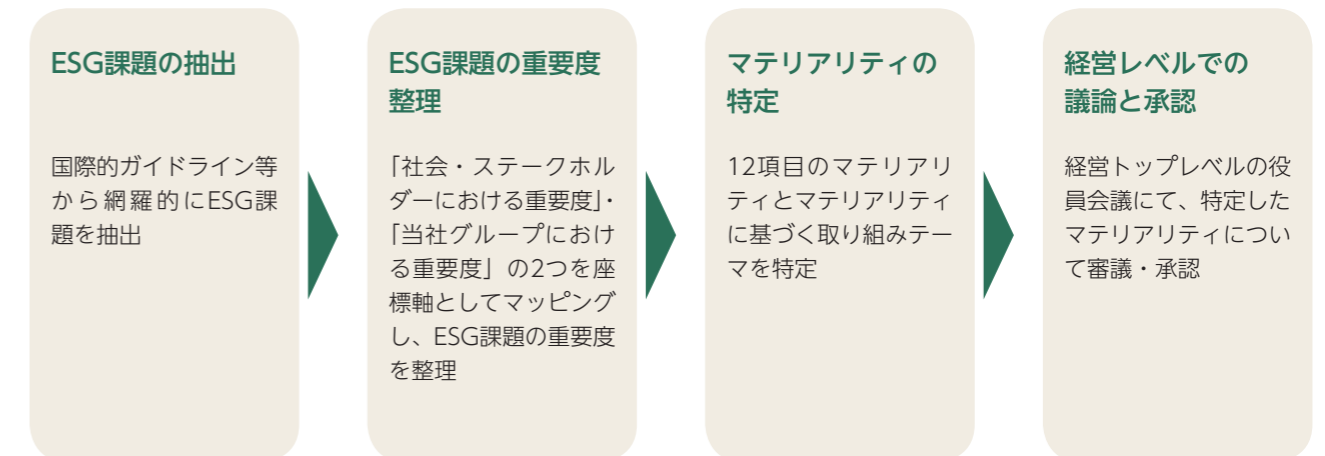 ESG課題の抽出
国際的ガイドライン等
から網羅的にESG課
題を抽出
ESG課題の重要度
整理
「社会・ステークホル
ダーにおける重要度」・
「当社グループにおけ
る重要度」の2つを座
標軸としてマッピング
し、ESG課題の重要度
を整理
マテリアリティの
特定
12項目のマテリアリ
ティとマテリアリティ
に基づく取り組みテー
マを特定
経営レベルでの
議論と承認
経営トップレベルの役
員会議にて、特定した
マテリアリティについ
て審議・承認